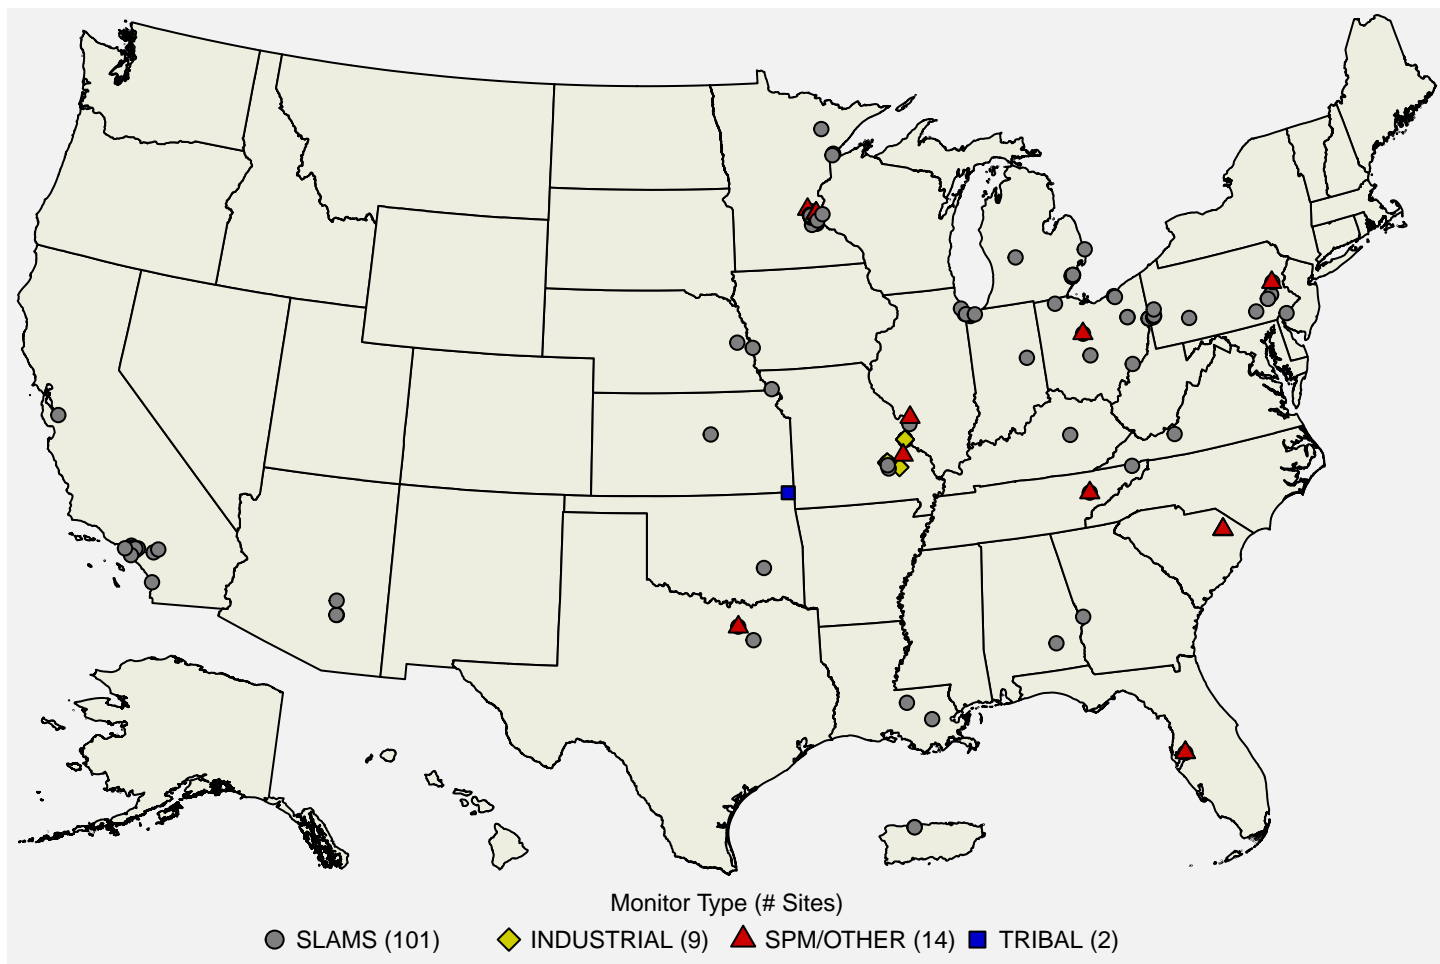 Monitor Type (# Sites)
SLAMS (101) INDUSTRIAL (9) SPM/OTHER (14) TRIBAL (2)